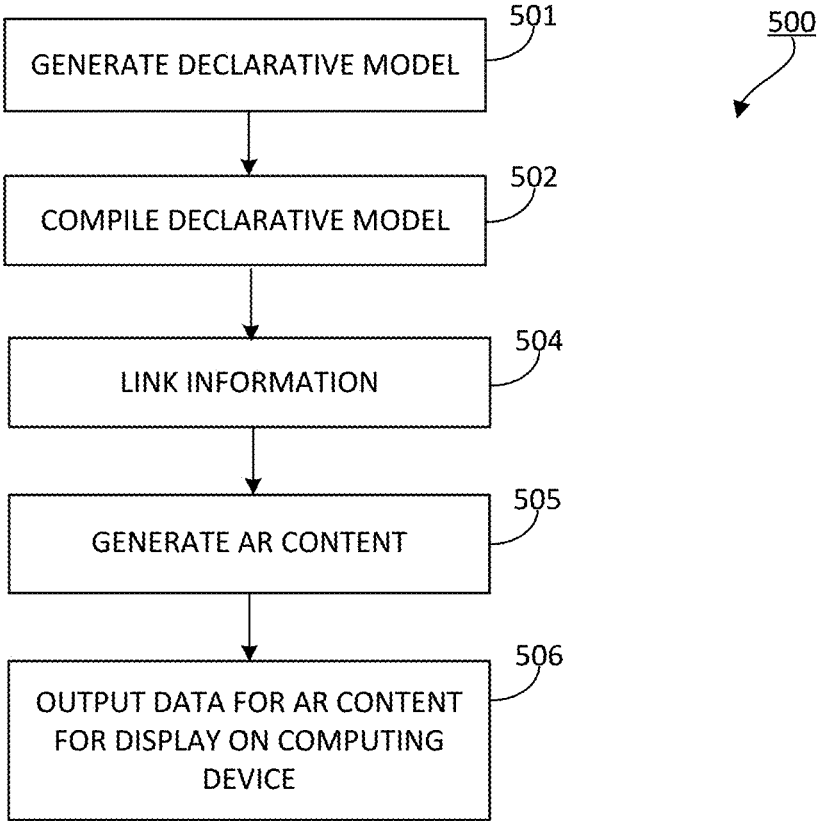 501
500
GENERATE DECLARATIVE MODEL
502
COMPILE DECLARATIVE MODEL
504
LINK INFORMATION
505
GENERATE AR CONTENT
506
OUTPUT DATA FOR AR CONTENT
FOR DISPLAY ON COMPUTING
DEVICE